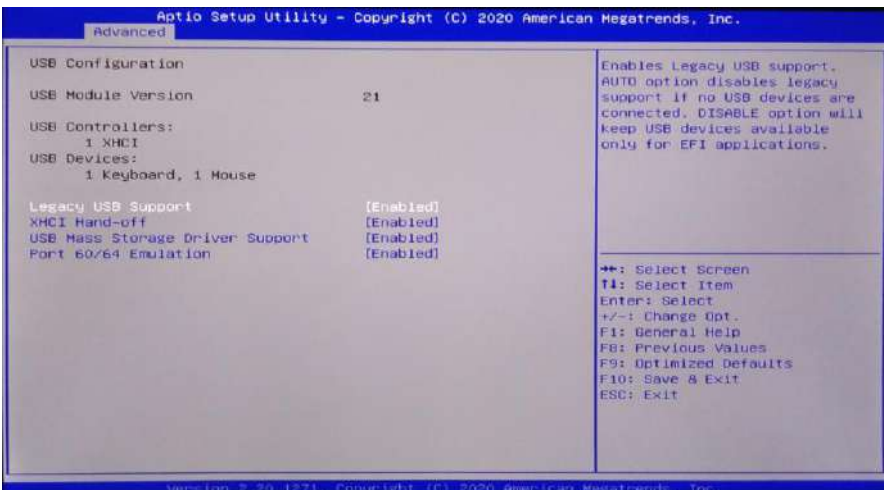 Aptio Setup Utility – Copyright (C) 2020 American Megatrends, Inc.
Advanced
USB Configuration
USB Module Version 21
USB Controllers:
1 XHCI
USB Devices:
1 Keyboard, 1 Mouse
Legacy USB Support [Enabled]
XHCI Hand-off [Enabled]
USB Mass Storage Driver Support [Enabled]
Port 60/64 Emulation [Enabled]
Enables Legacy USB support.
AUTO option disables legacy
support if no USB devices are
connected. DISABLE option will
keep USB devices available
only for EFI applications.
→←: Select Screen
↑↓: Select Item
Enter: Select
+/-: Change Opt.
F1: General Help
F8: Previous Values
F9: Optimized Defaults
F10: Save & Exit
ESC: Exit
Version 2.20.1271. Copyright (C) 2020 American Megatrends, Inc.